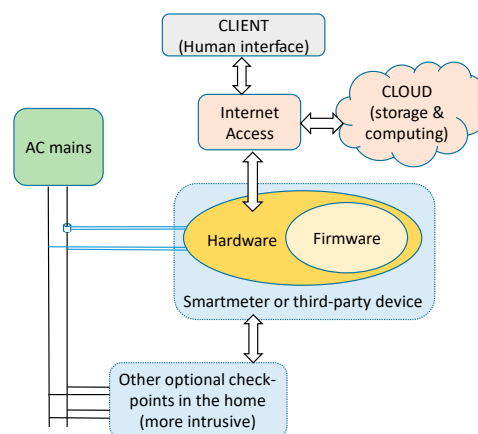 CLIENT
(Human interface)
Internet
Access
CLOUD
(storage &
computing)
AC mains
Hardware
Firmware
Smartmeter or third-party device
Other optional check-
points in the home
(more intrusive)